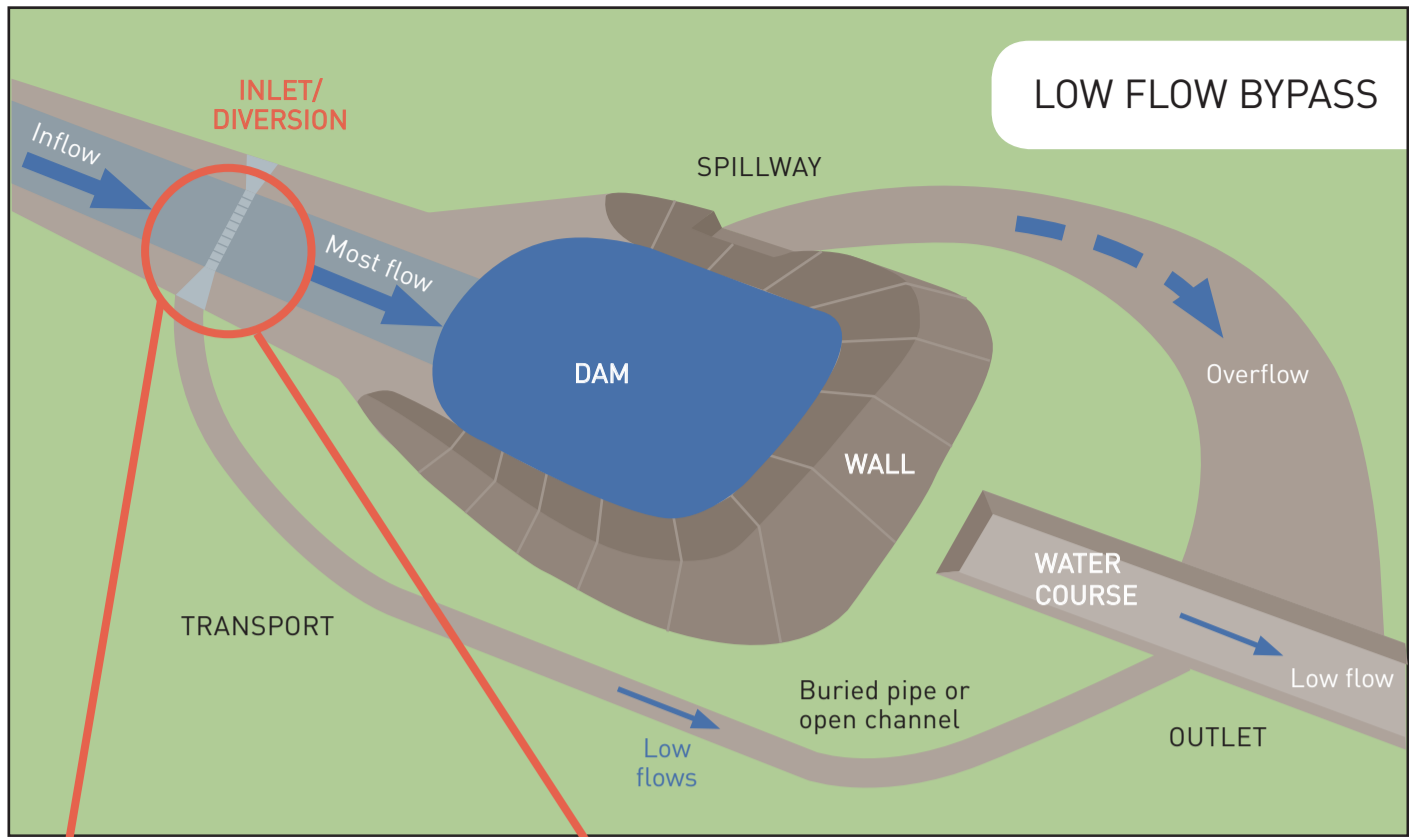 LOW FLOW BYPASS
INLET/
DIVERSION
Inflow
SPILLWAY
Most flow
DAM
Overflow
WALL
WATER
COURSE
TRANSPORT
Low flow
Buried pipe or
open channel
OUTLET
Low
flows